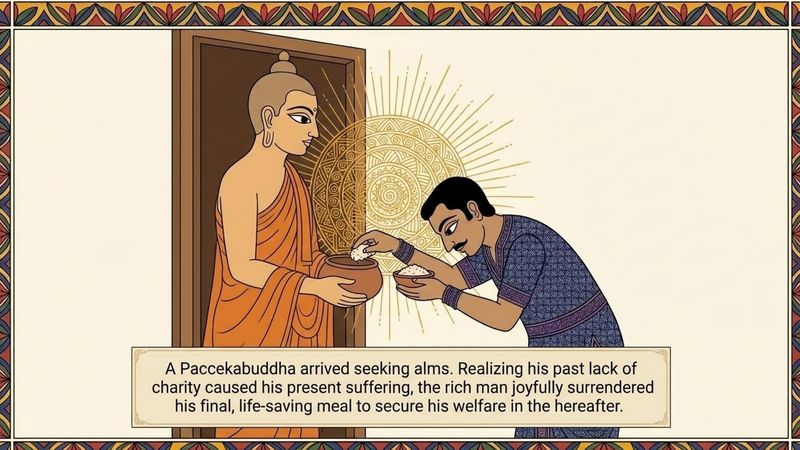 A Paccekabuddha arrived seeking alms. Realizing his past lack of
charity caused his present suffering, the rich man joyfully surrendered
his final, life-saving meal to secure his welfare in the hereafter.